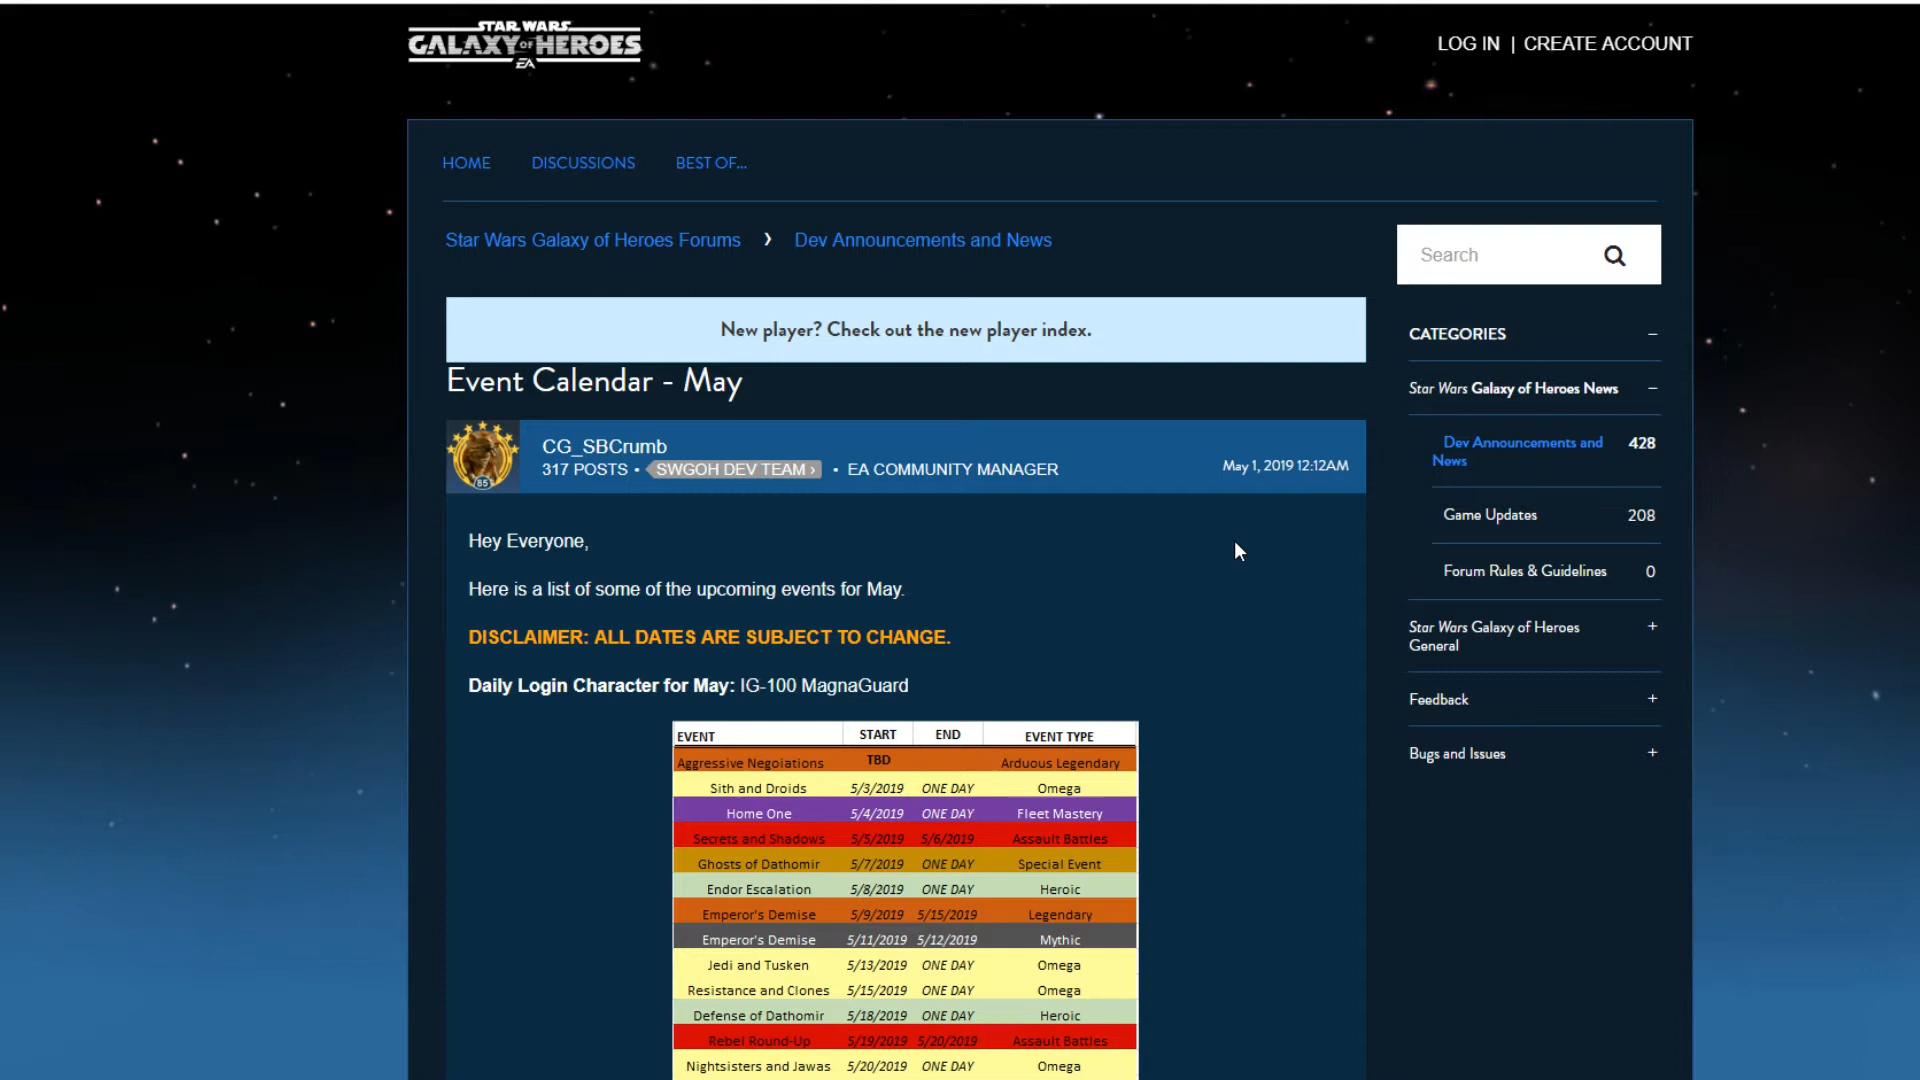 STAR WARS
GALAXY OF HEROES
EA
LOG IN | CREATE ACCOUNT
HOME DISCUSSIONS BEST OF...
Star Wars Galaxy of Heroes Forums › Dev Announcements and News
Search
New player? Check out the new player index.
Event Calendar - May
CG_SBCrumb
317 POSTS • SWGOH DEV TEAM › • EA COMMUNITY MANAGER
May 1, 2019 12:12AM
85
Hey Everyone,
Here is a list of some of the upcoming events for May.
DISCLAIMER: ALL DATES ARE SUBJECT TO CHANGE.
Daily Login Character for May: IG-100 MagnaGuard
EVENT START END EVENT TYPE
Aggressive Negoiations TBD Arduous Legendary
Sith and Droids 5/3/2019 ONE DAY Omega
Home One 5/4/2019 ONE DAY Fleet Mastery
Secrets and Shadows 5/5/2019 5/6/2019 Assault Battles
Ghosts of Dathomir 5/7/2019 ONE DAY Special Event
Endor Escalation 5/8/2019 ONE DAY Heroic
Emperor's Demise 5/9/2019 5/15/2019 Legendary
Emperor's Demise 5/11/2019 5/12/2019 Mythic
Jedi and Tusken 5/13/2019 ONE DAY Omega
Resistance and Clones 5/15/2019 ONE DAY Omega
Defense of Dathomir 5/18/2019 ONE DAY Heroic
Rebel Round-Up 5/19/2019 5/20/2019 Assault Battles
Nightsisters and Jawas 5/20/2019 ONE DAY Omega
CATEGORIES –
Star Wars Galaxy of Heroes News –
Dev Announcements and 428
News
Game Updates 208
Forum Rules & Guidelines 0
Star Wars Galaxy of Heroes +
General
Feedback +
Bugs and Issues +